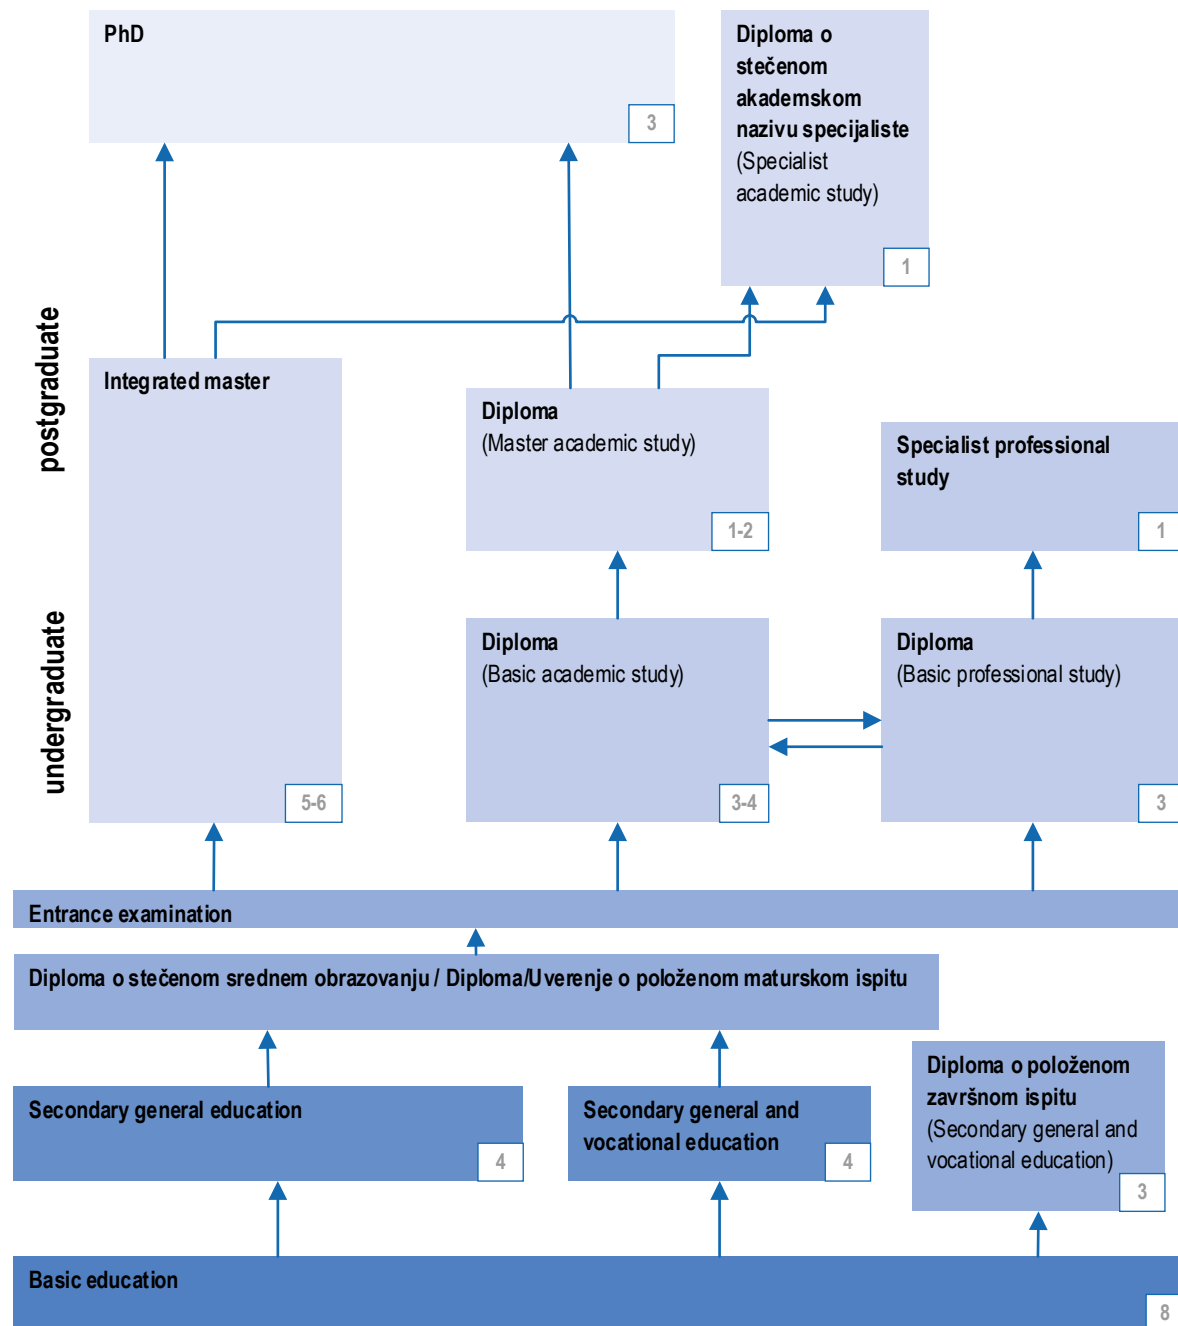 PhD
3
Diploma o
stečenom
akademskom
nazivu specijaliste
(Specialist
academic study)
1
postgraduate
Integrated master
5-6
Diploma
(Master academic study)
1-2
Specialist professional
study
1
undergraduate
Diploma
(Basic academic study)
3-4
Diploma
(Basic professional study)
3
Entrance examination
Diploma o stečenom srednem obrazovanju / Diploma/Uverenje o položenom maturskom ispitu
Secondary general education
4
Secondary general and
vocational education
4
Diploma o položenom
završnom ispitu
(Secondary general and
vocational education)
3
Basic education
8